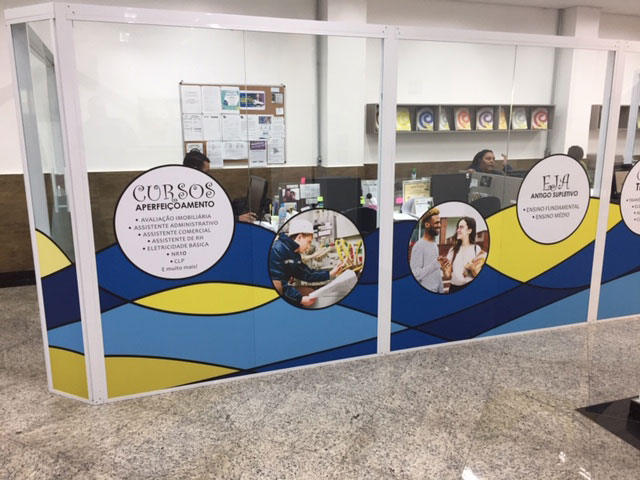 CURSOS
APERFEIÇOAMENTO
• AVALIAÇÃO IMOBILIÁRIA
• ASSISTENTE ADMINISTRATIVO
• ASSISTENTE COMERCIAL
• ASSISTENTE DE RH
• ELETRICIDADE BÁSICA
• NR10
• CLP
E muito mais!
EJA
ANTIGO SUPLETIVO
• ENSINO FUNDAMENTAL
• ENSINO MÉDIO